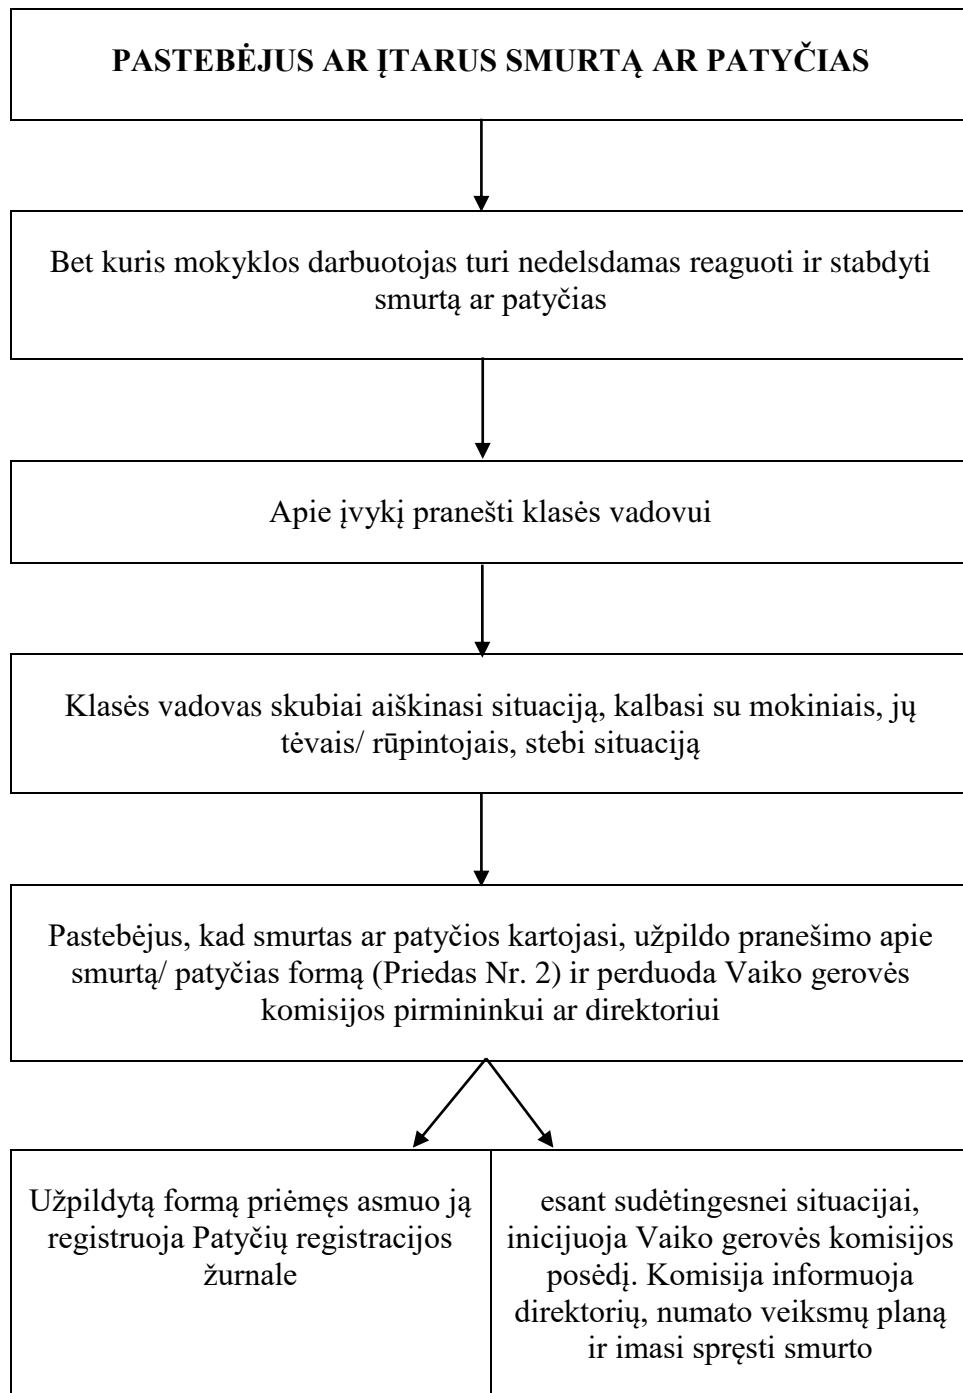 PASTEBĖJUS AR ĮTARUS SMURTĄ AR PATYČIAS
Bet kuris mokyklos darbuotojas turi nedelsdamas reaguoti ir stabdyti
smurtą ar patyčias
Apie įvykį pranešti klasės vadovui
Klasės vadovas skubiai aiškinasi situaciją, kalbasi su mokiniais, jų
tėvais/ rūpintojais, stebi situaciją
Pastebėjus, kad smurtas ar patyčios kartojasi, užpildo pranešimo apie
smurtą/ patyčias formą (Priedas Nr. 2) ir perduoda Vaiko gerovės
komisijos pirmininkui ar direktoriui
Užpildytą formą priėmęs asmuo ją
registruoja Patyčių registracijos
žurnale
esant sudėtingesnei situacijai,
inicijuoja Vaiko gerovės komisijos
posėdį. Komisija informuoja
direktorių, numato veiksmų planą
ir imasi spręsti smurto